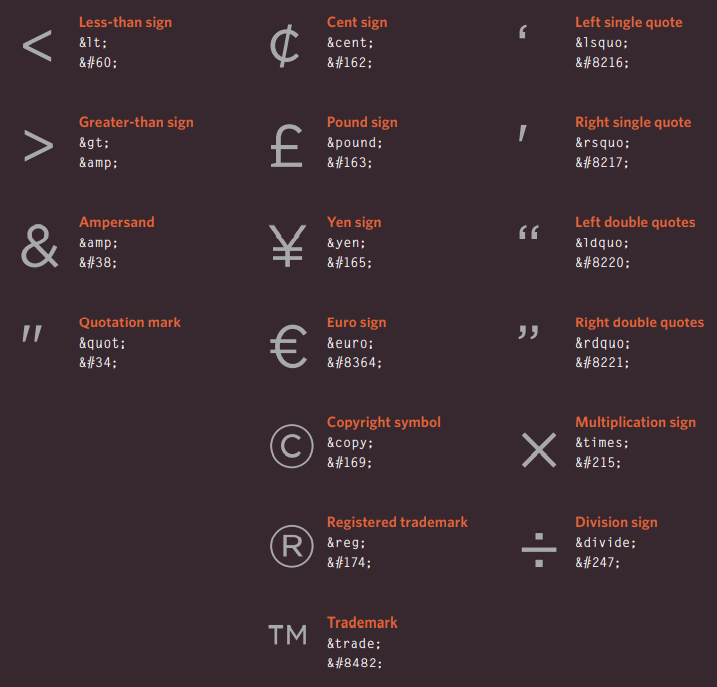 <
Less-than sign
&lt;
&#60;
>
Greater-than sign
&gt;
&amp;
&
Ampersand
&amp;
&#38;
"
Quotation mark
&quot;
&#34;
¢
Cent sign
&cent;
&#162;
£
Pound sign
&pound;
&#163;
¥
Yen sign
&yen;
&#165;
€
Euro sign
&euro;
&#8364;
©
Copyright symbol
&copy;
&#169;
®
Registered trademark
&reg;
&#174;
™
Trademark
&trade;
&#8482;
‘
Left single quote
&lsquo;
&#8216;
'
Right single quote
&rsquo;
&#8217;
“
Left double quotes
&ldquo;
&#8220;
”
Right double quotes
&rdquo;
&#8221;
×
Multiplication sign
&times;
&#215;
÷
Division sign
&divide;
&#247;